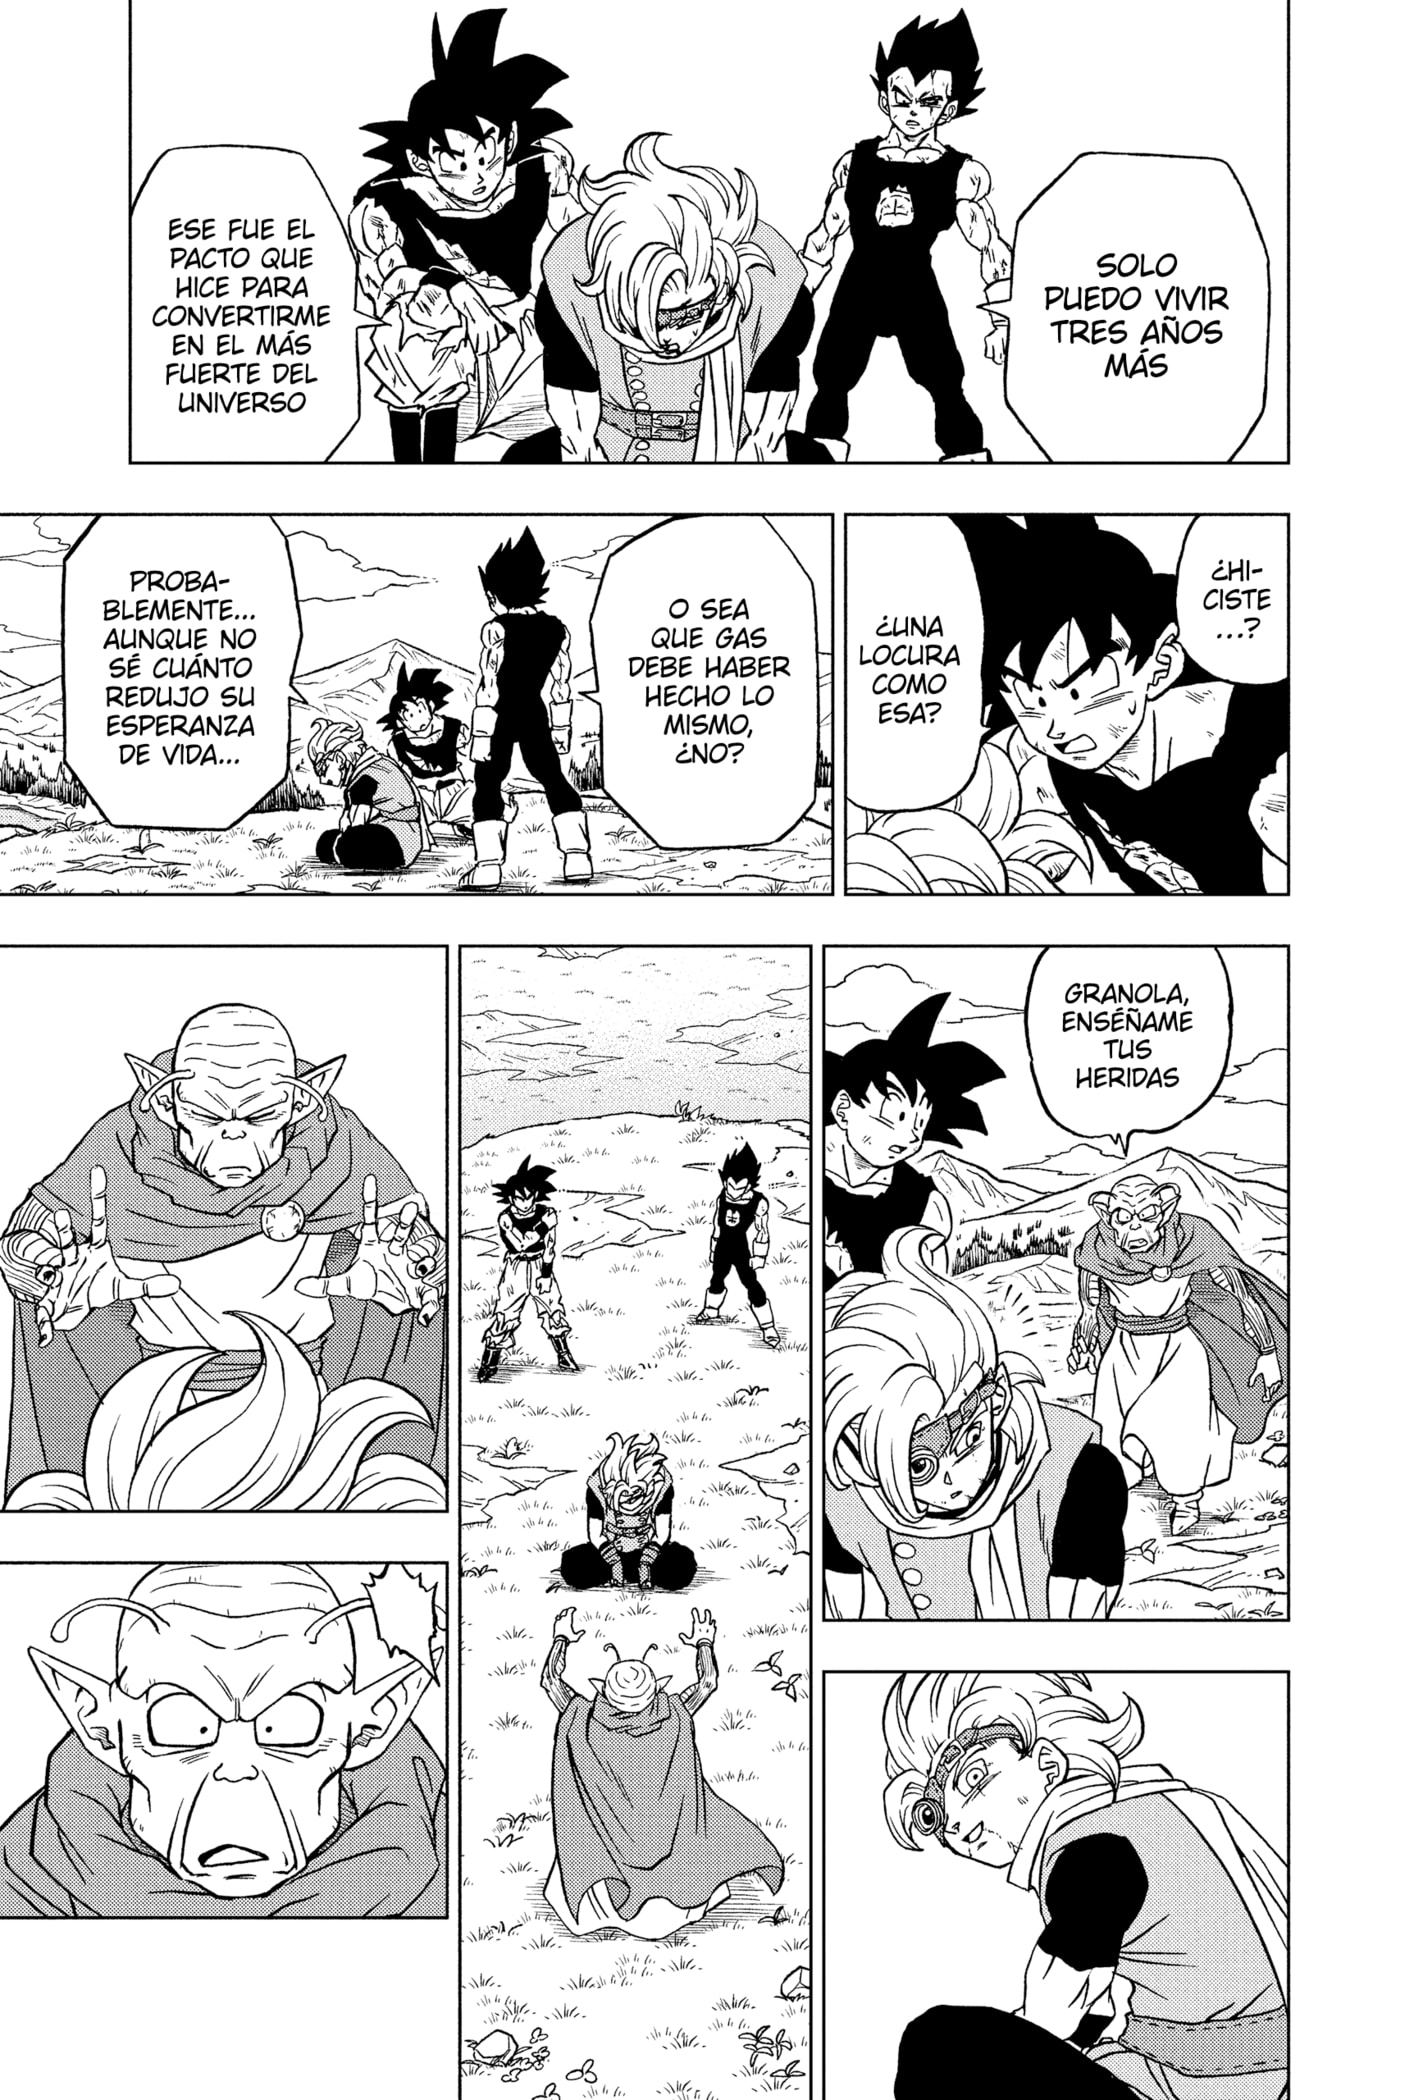 SOLO
PUEDO VIVIR
TRES AÑOS
MÁS
ESE FUE EL
PACTO QUE
HICE PARA
CONVERTIRME
EN EL MÁS
FUERTE DEL
UNIVERSO
¿HI-
CISTE
...?
¿UNA
LOCURA
COMO
ESA?
O SEA
QUE GAS
DEBE HABER
HECHO LO
MISMO,
¿NO?
PROBA-
BLEMENTE...
AUNQUE NO
SÉ CUÁNTO
REDUJO SU
ESPERANZA
DE VIDA...
GRANOLA,
ENSÉÑAME
TUS
HERIDAS